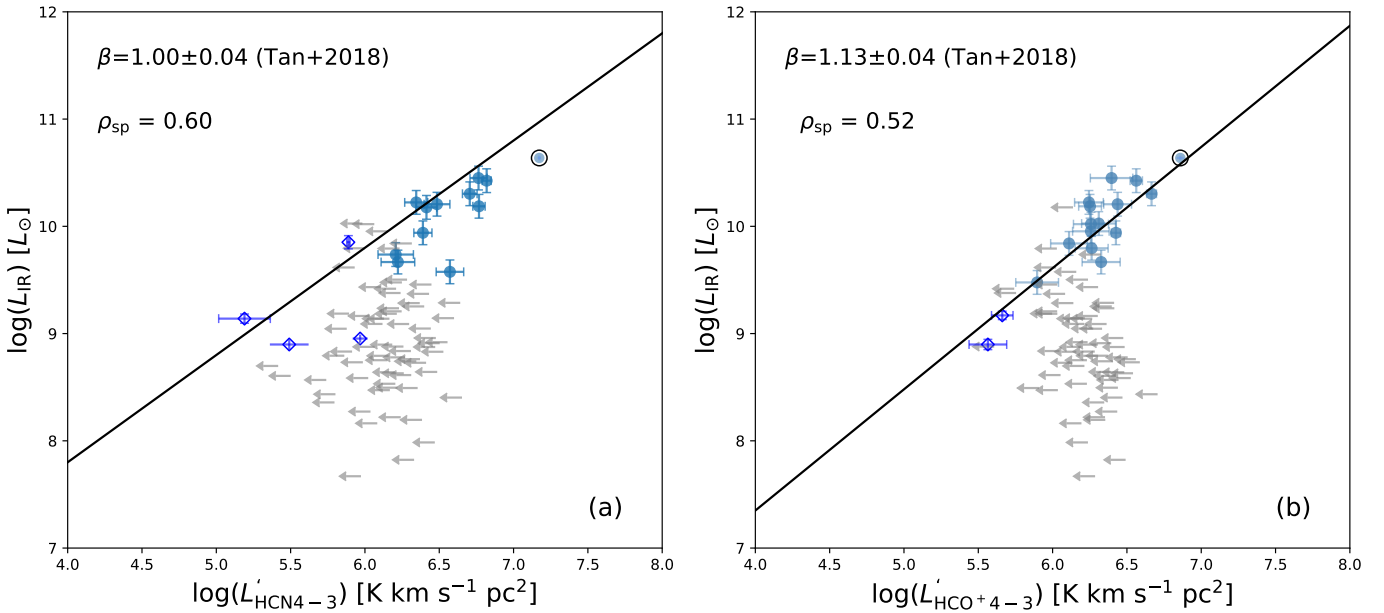 β=1.00±0.04 (Tan+2018)
ρsp = 0.60
(a)
12
11
10
9
8
7
4.0 4.5 5.0 5.5 6.0 6.5 7.0 7.5 8.0
log(LIR) [L⊙]
log(L′HCN4−3) [K km s⁻¹ pc²]
β=1.13±0.04 (Tan+2018)
ρsp = 0.52
(b)
12
11
10
9
8
7
4.0 4.5 5.0 5.5 6.0 6.5 7.0 7.5 8.0
log(LIR) [L⊙]
log(L′HCO⁺4−3) [K km s⁻¹ pc²]